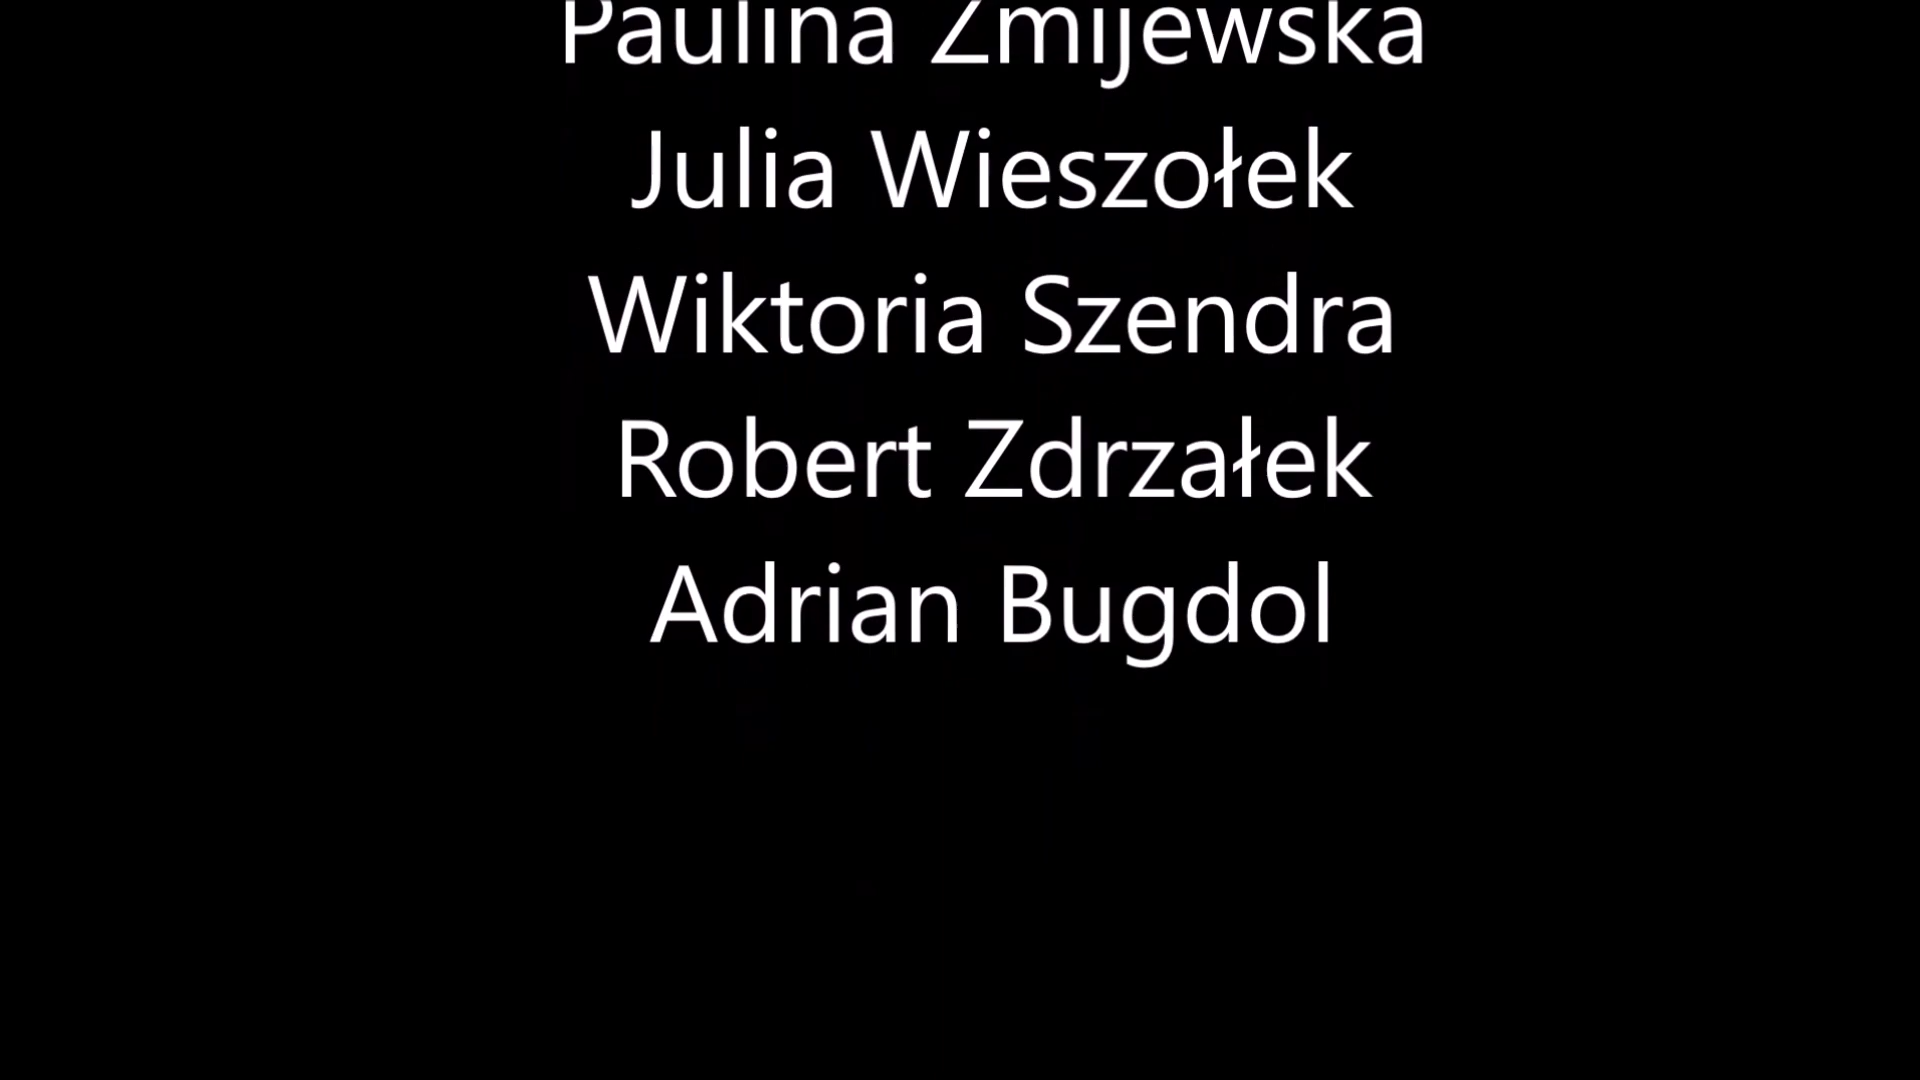 Paulina Żmijewska
Julia Wieszołek
Wiktoria Szendra
Robert Zdrzałek
Adrian Bugdol